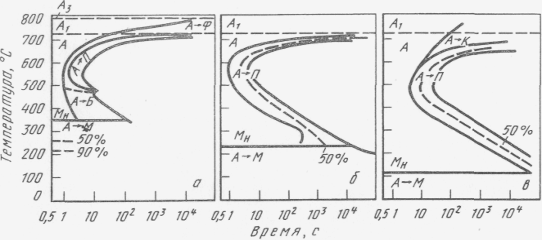 Температура, °C
800
700
600
500
400
300
200
100
0
A₃
A₁
А
А→Ф
А→П
А→Б
Mн
А→М
50%
90%
а
0,5 1 10 10² 10³ 10⁴
A₁
А
А→П
Mн
А→М
50%
б
0,5 1 10 10² 10³ 10⁴
A₁
А→К
А
А→П
50%
Mн
А→М
в
0,5 1 10 10² 10³ 10⁴
Время, с